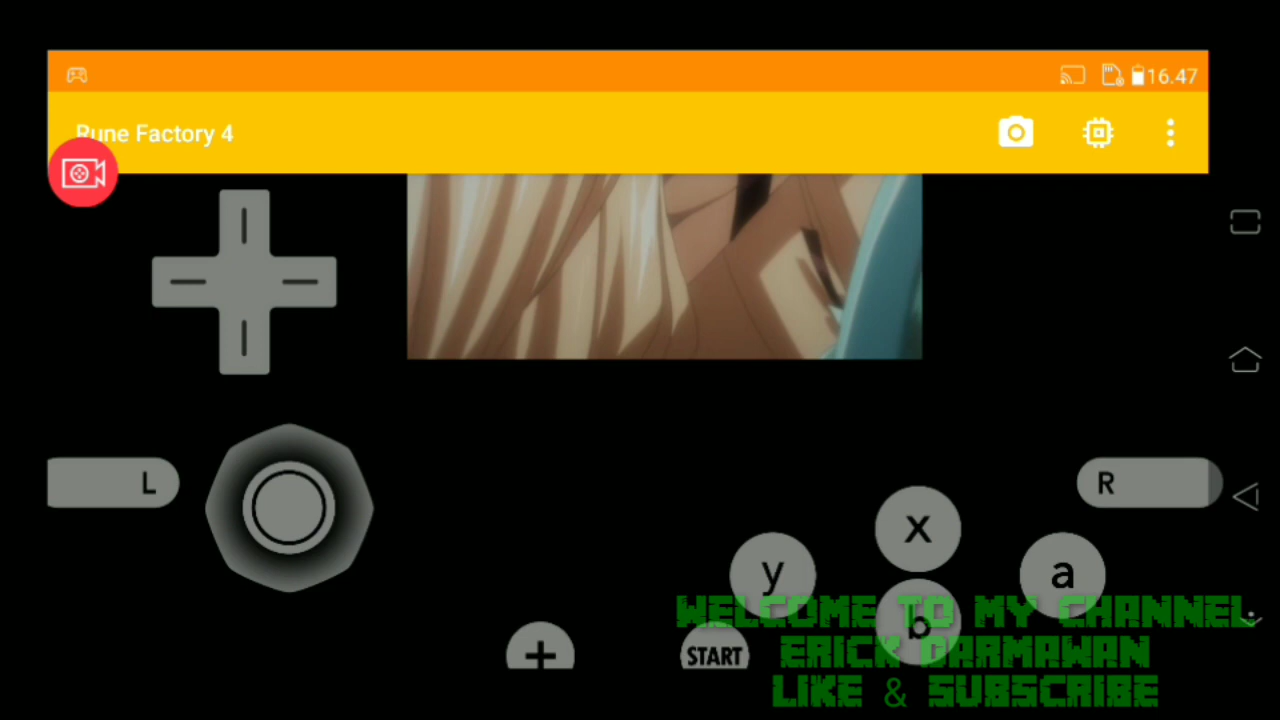 16.47
Rune Factory 4
L
R
x
y
a
b
START
WELCOME TO MY CHANNEL
ERICK DARMAWAN
LIKE & SUBSCRIBE